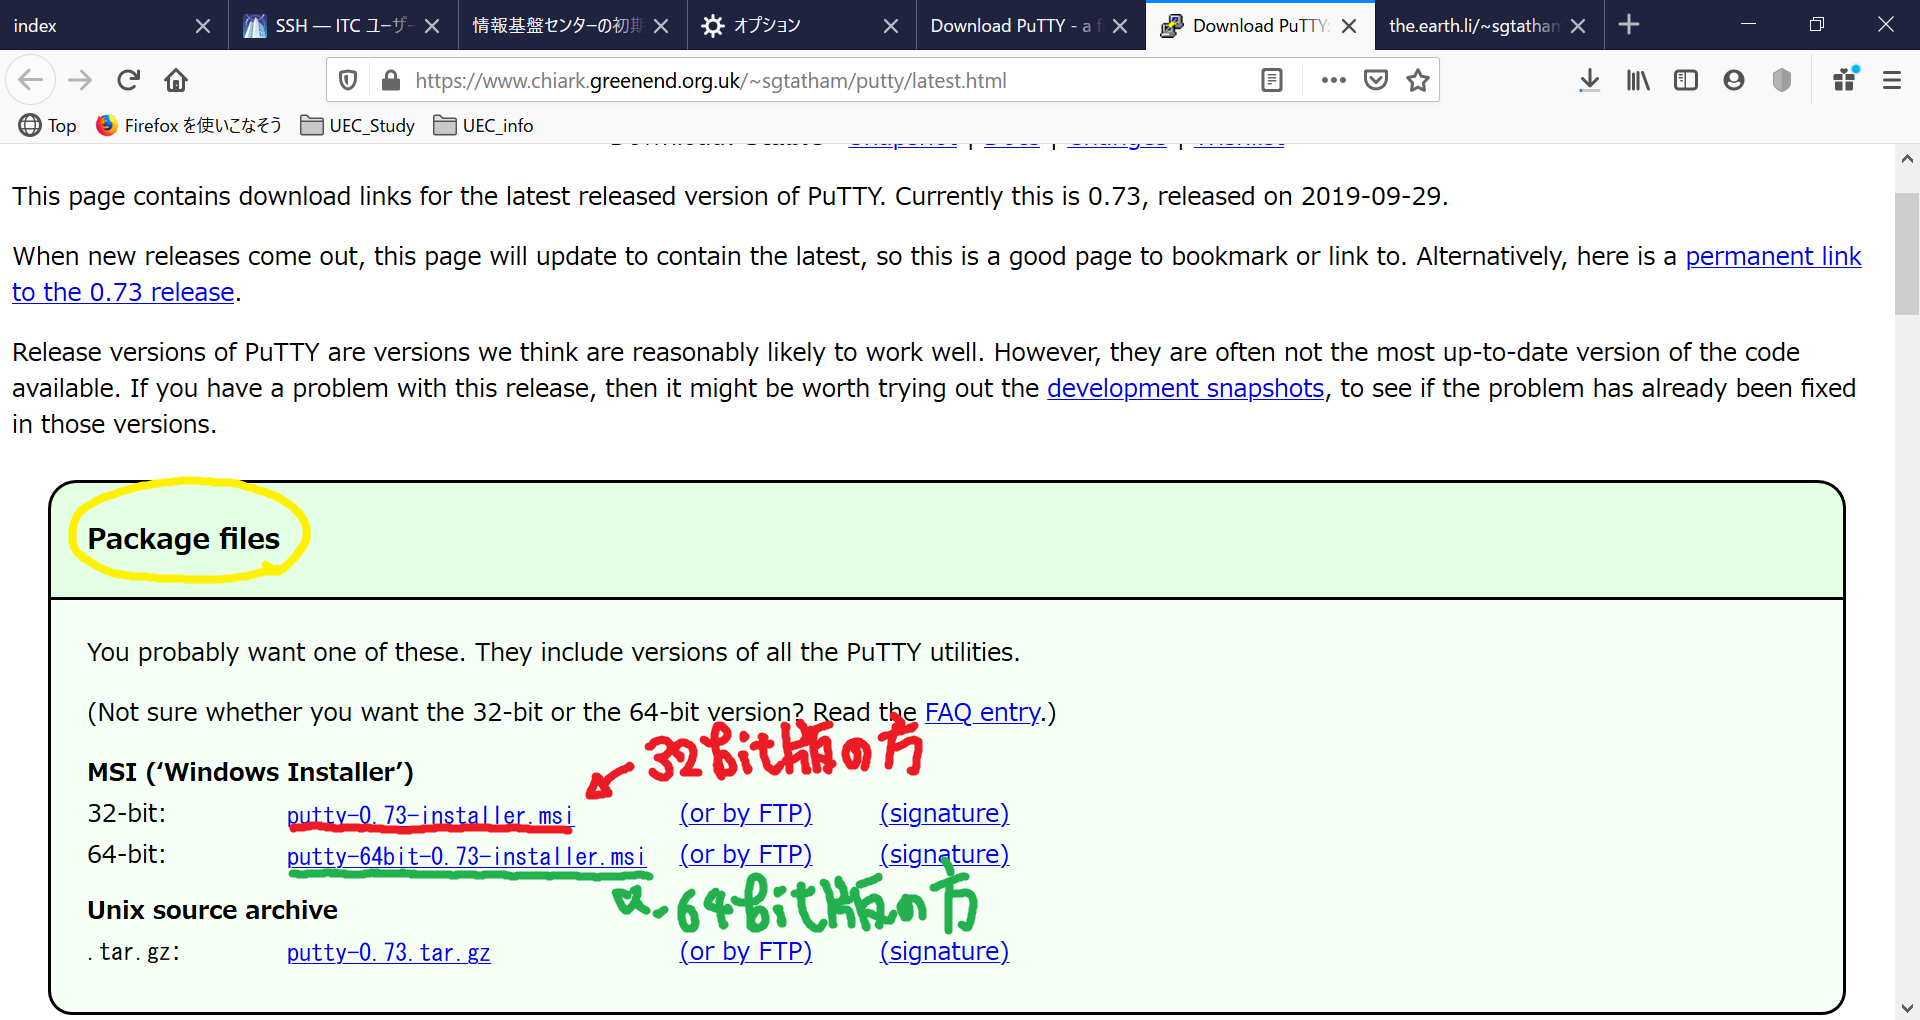 index
SSH — ITC ユーザー
情報基盤センターの初期
オプション
Download PuTTY - a f
Download PuTTY:
the.earth.li/~sgtatham
https://www.chiark.greenend.org.uk/~sgtatham/putty/latest.html
Top Firefox を使いこなそう UEC_Study UEC_info
Download: Stable · Snapshot | Docs | Changes | Wishlist
This page contains download links for the latest released version of PuTTY. Currently this is 0.73, released on 2019-09-29.
When new releases come out, this page will update to contain the latest, so this is a good page to bookmark or link to. Alternatively, here is a permanent link
to the 0.73 release.
Release versions of PuTTY are versions we think are reasonably likely to work well. However, they are often not the most up-to-date version of the code
available. If you have a problem with this release, then it might be worth trying out the development snapshots, to see if the problem has already been fixed
in those versions.
Package files
You probably want one of these. They include versions of all the PuTTY utilities.
(Not sure whether you want the 32-bit or the 64-bit version? Read the FAQ entry.)
32bit版の方
MSI (‘Windows Installer’)
32-bit: putty-0.73-installer.msi (or by FTP) (signature)
64-bit: putty-64bit-0.73-installer.msi (or by FTP) (signature)
64bit版の方
Unix source archive
.tar.gz: putty-0.73.tar.gz (or by FTP) (signature)